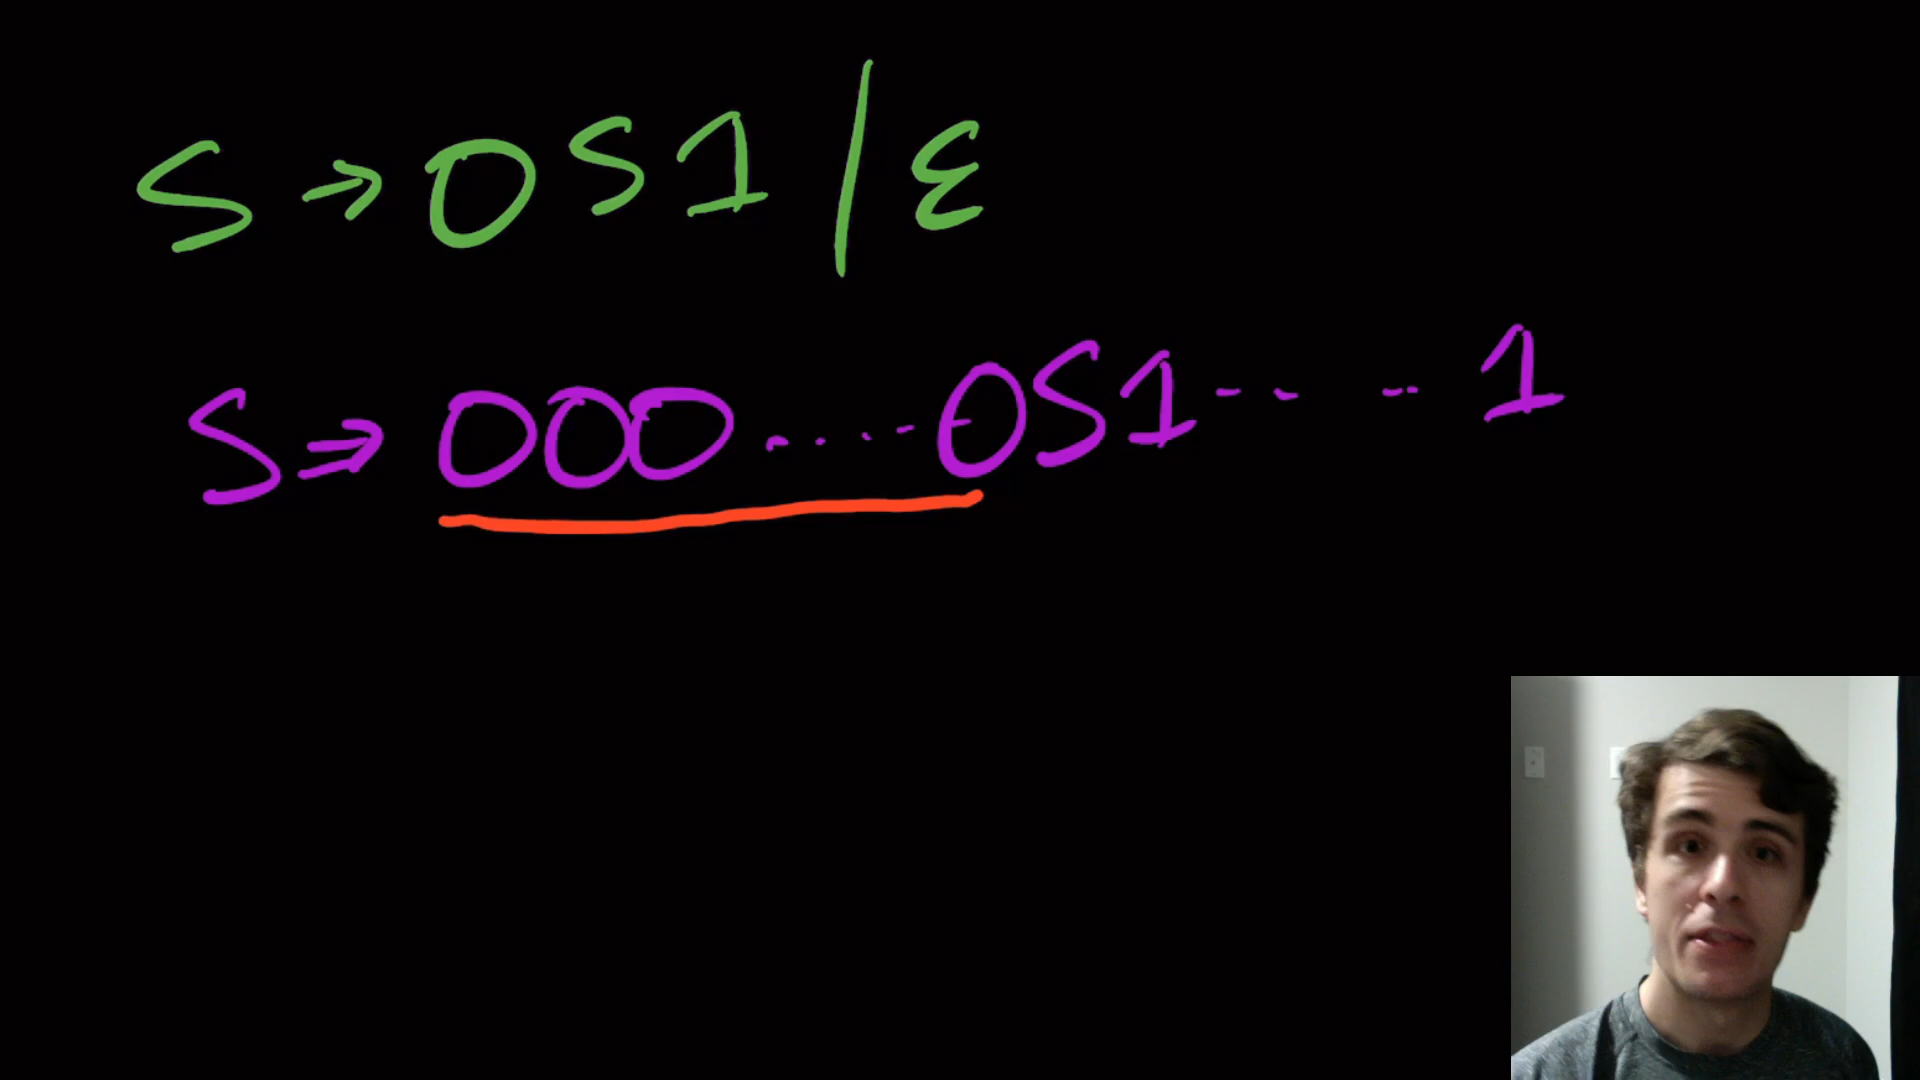 S → 0S1 | ε
S ⇒ 000....0S1-- --1